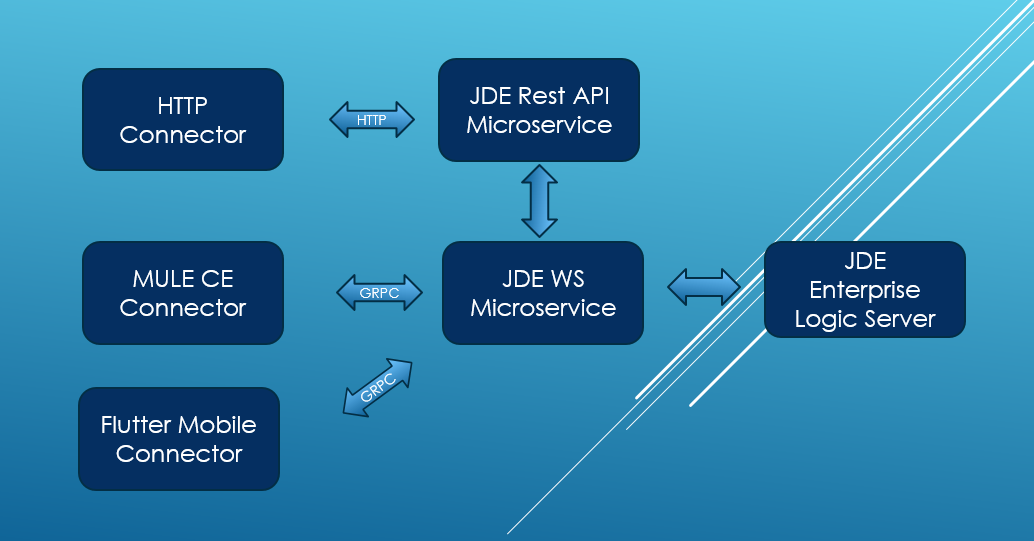 HTTP
Connector
HTTP
JDE Rest API
Microservice
MULE CE
Connector
GRPC
JDE WS
Microservice
JDE
Enterprise
Logic Server
GRPC
Flutter Mobile
Connector